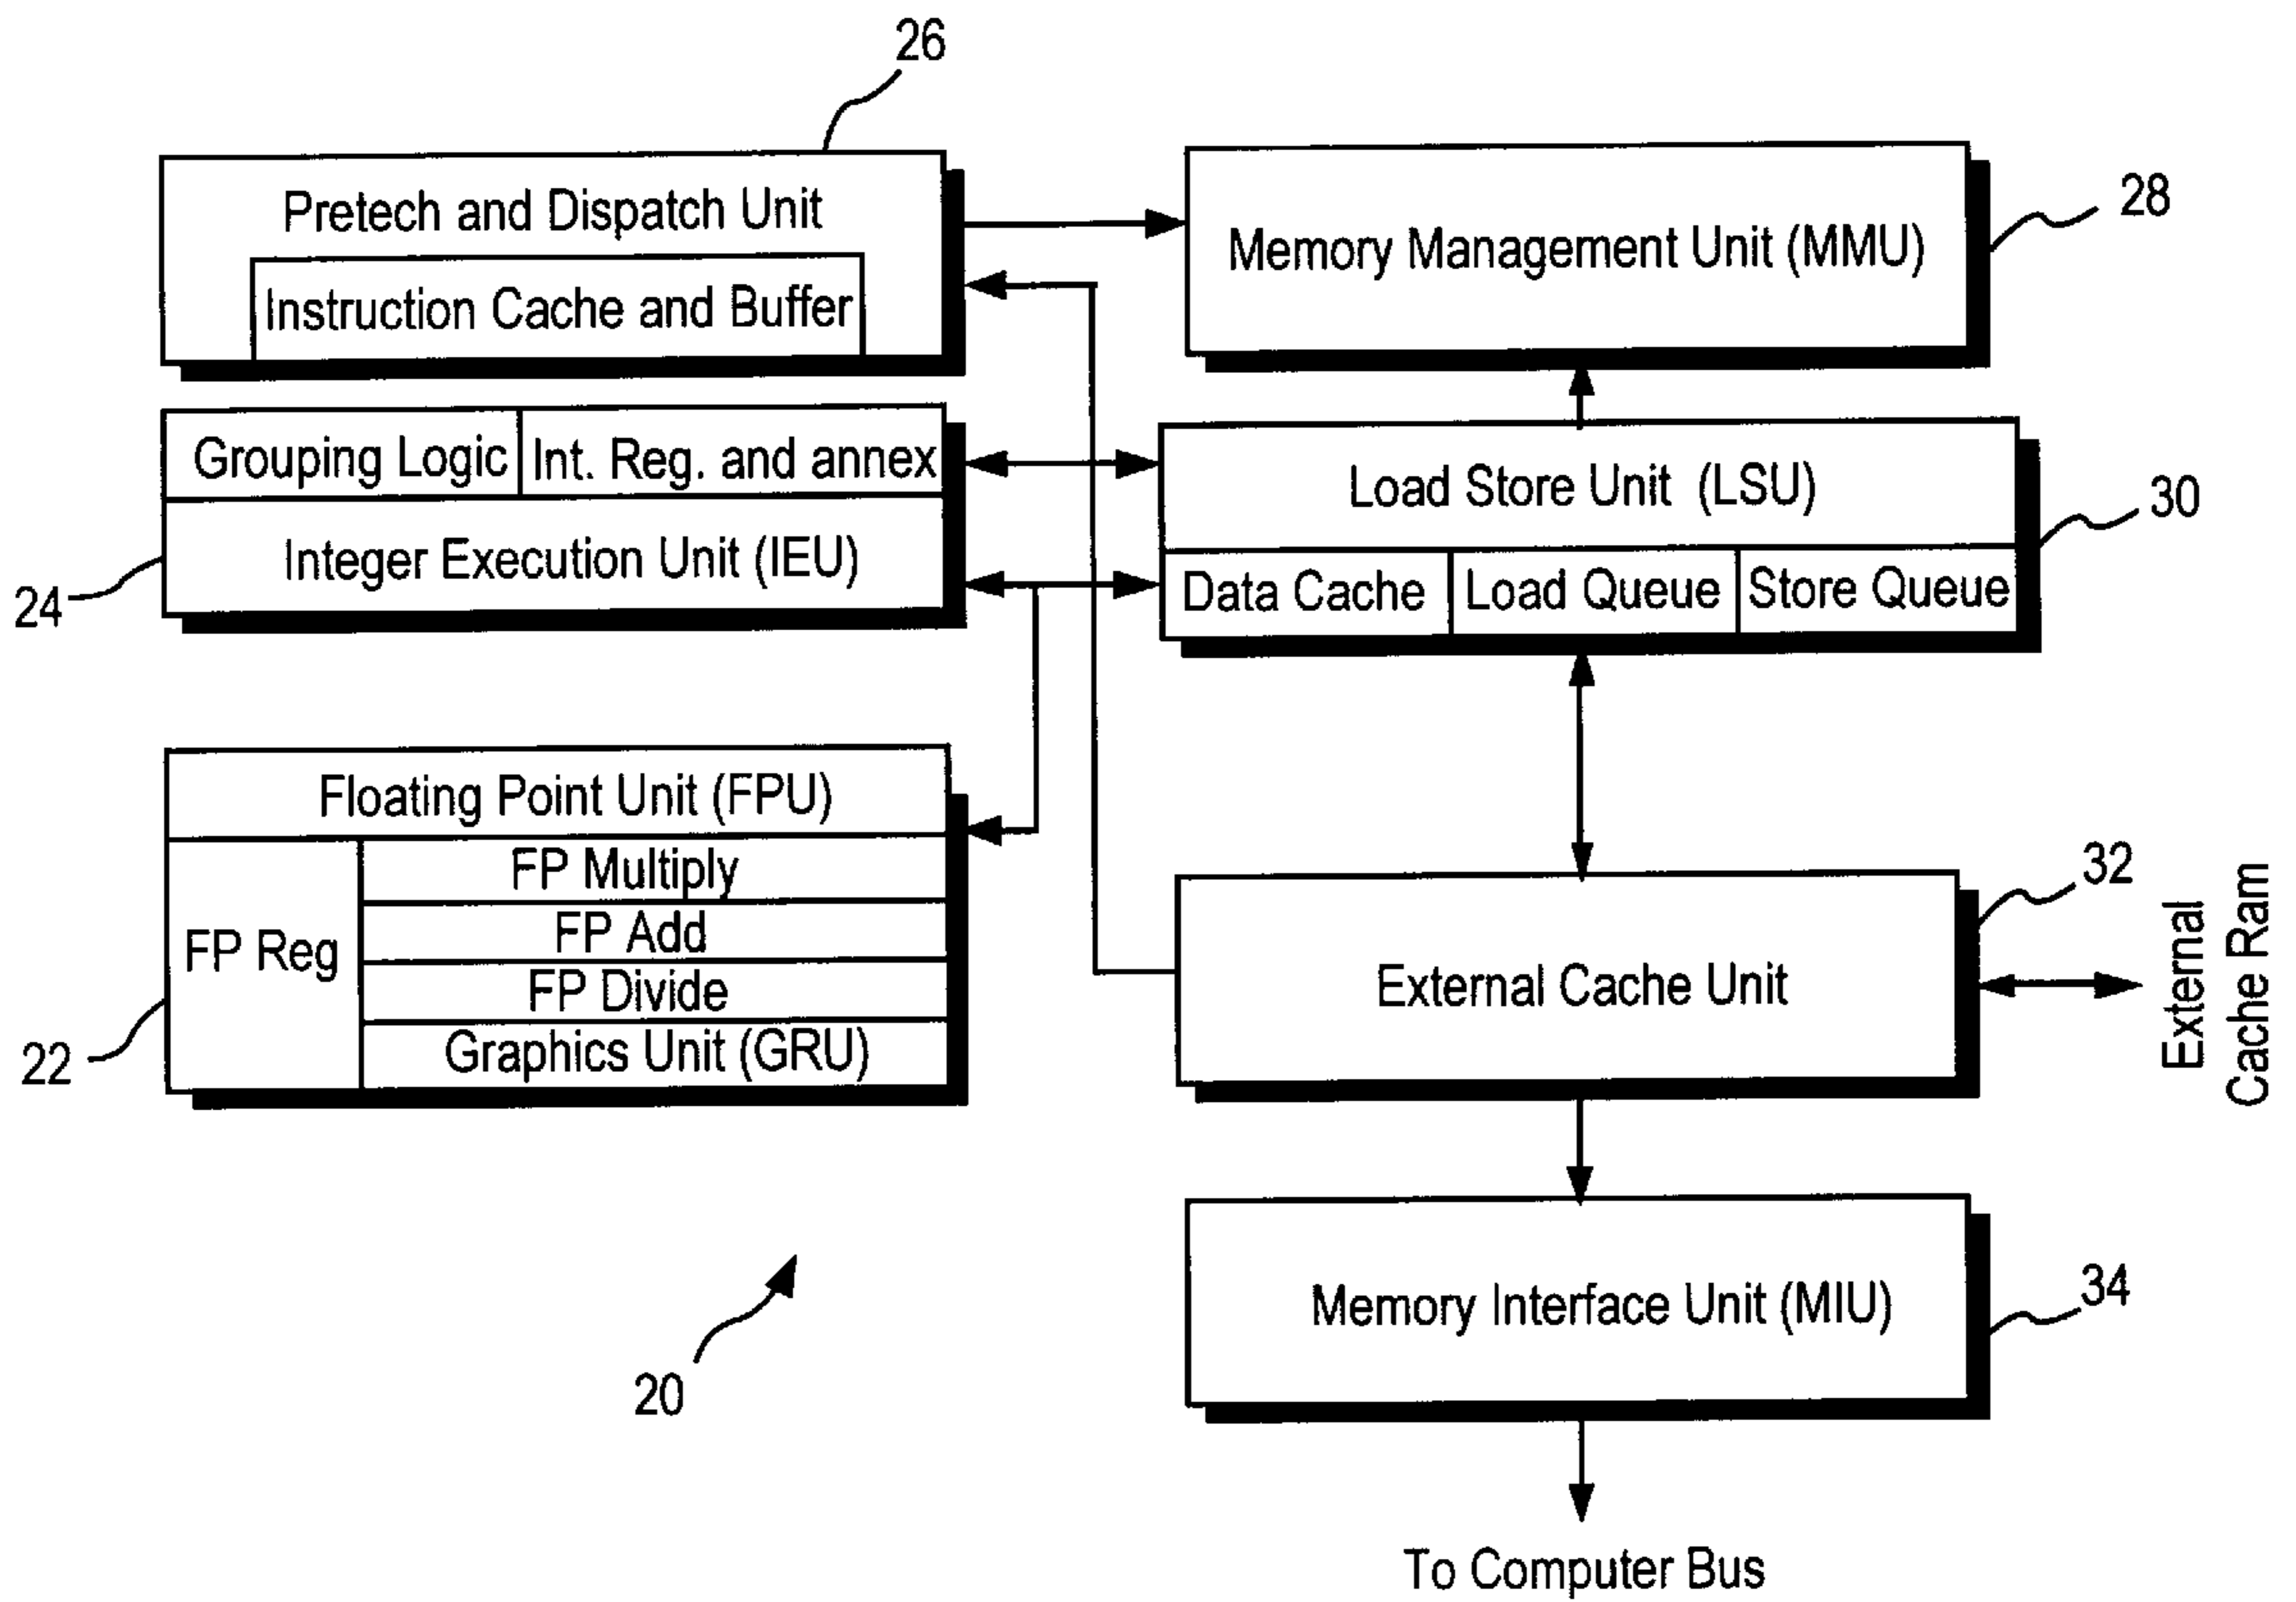 26
Pretech and Dispatch Unit
Instruction Cache and Buffer
Memory Management Unit (MMU)
28
Grouping Logic
Int. Reg. and annex
Integer Execution Unit (IEU)
24
Load Store Unit (LSU)
Data Cache
Load Queue
Store Queue
30
Floating Point Unit (FPU)
FP Reg
FP Multiply
FP Add
FP Divide
Graphics Unit (GRU)
22
External Cache Unit
32
External
Cache Ram
Memory Interface Unit (MIU)
34
20
To Computer Bus